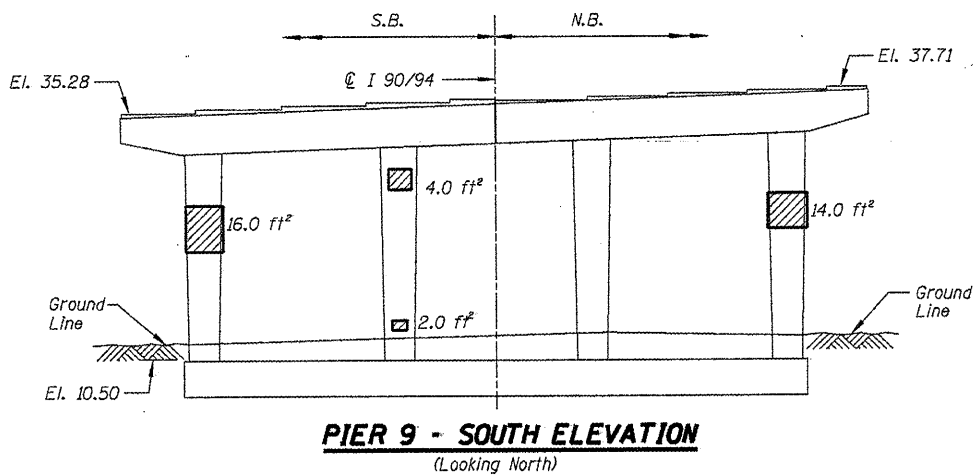 S.B.
N.B.
El. 35.28
℄ I 90/94
El. 37.71
4.0 ft²
16.0 ft²
14.0 ft²
2.0 ft²
Ground
Line
Ground
Line
El. 10.50
PIER 9 - SOUTH ELEVATION
(Looking North)